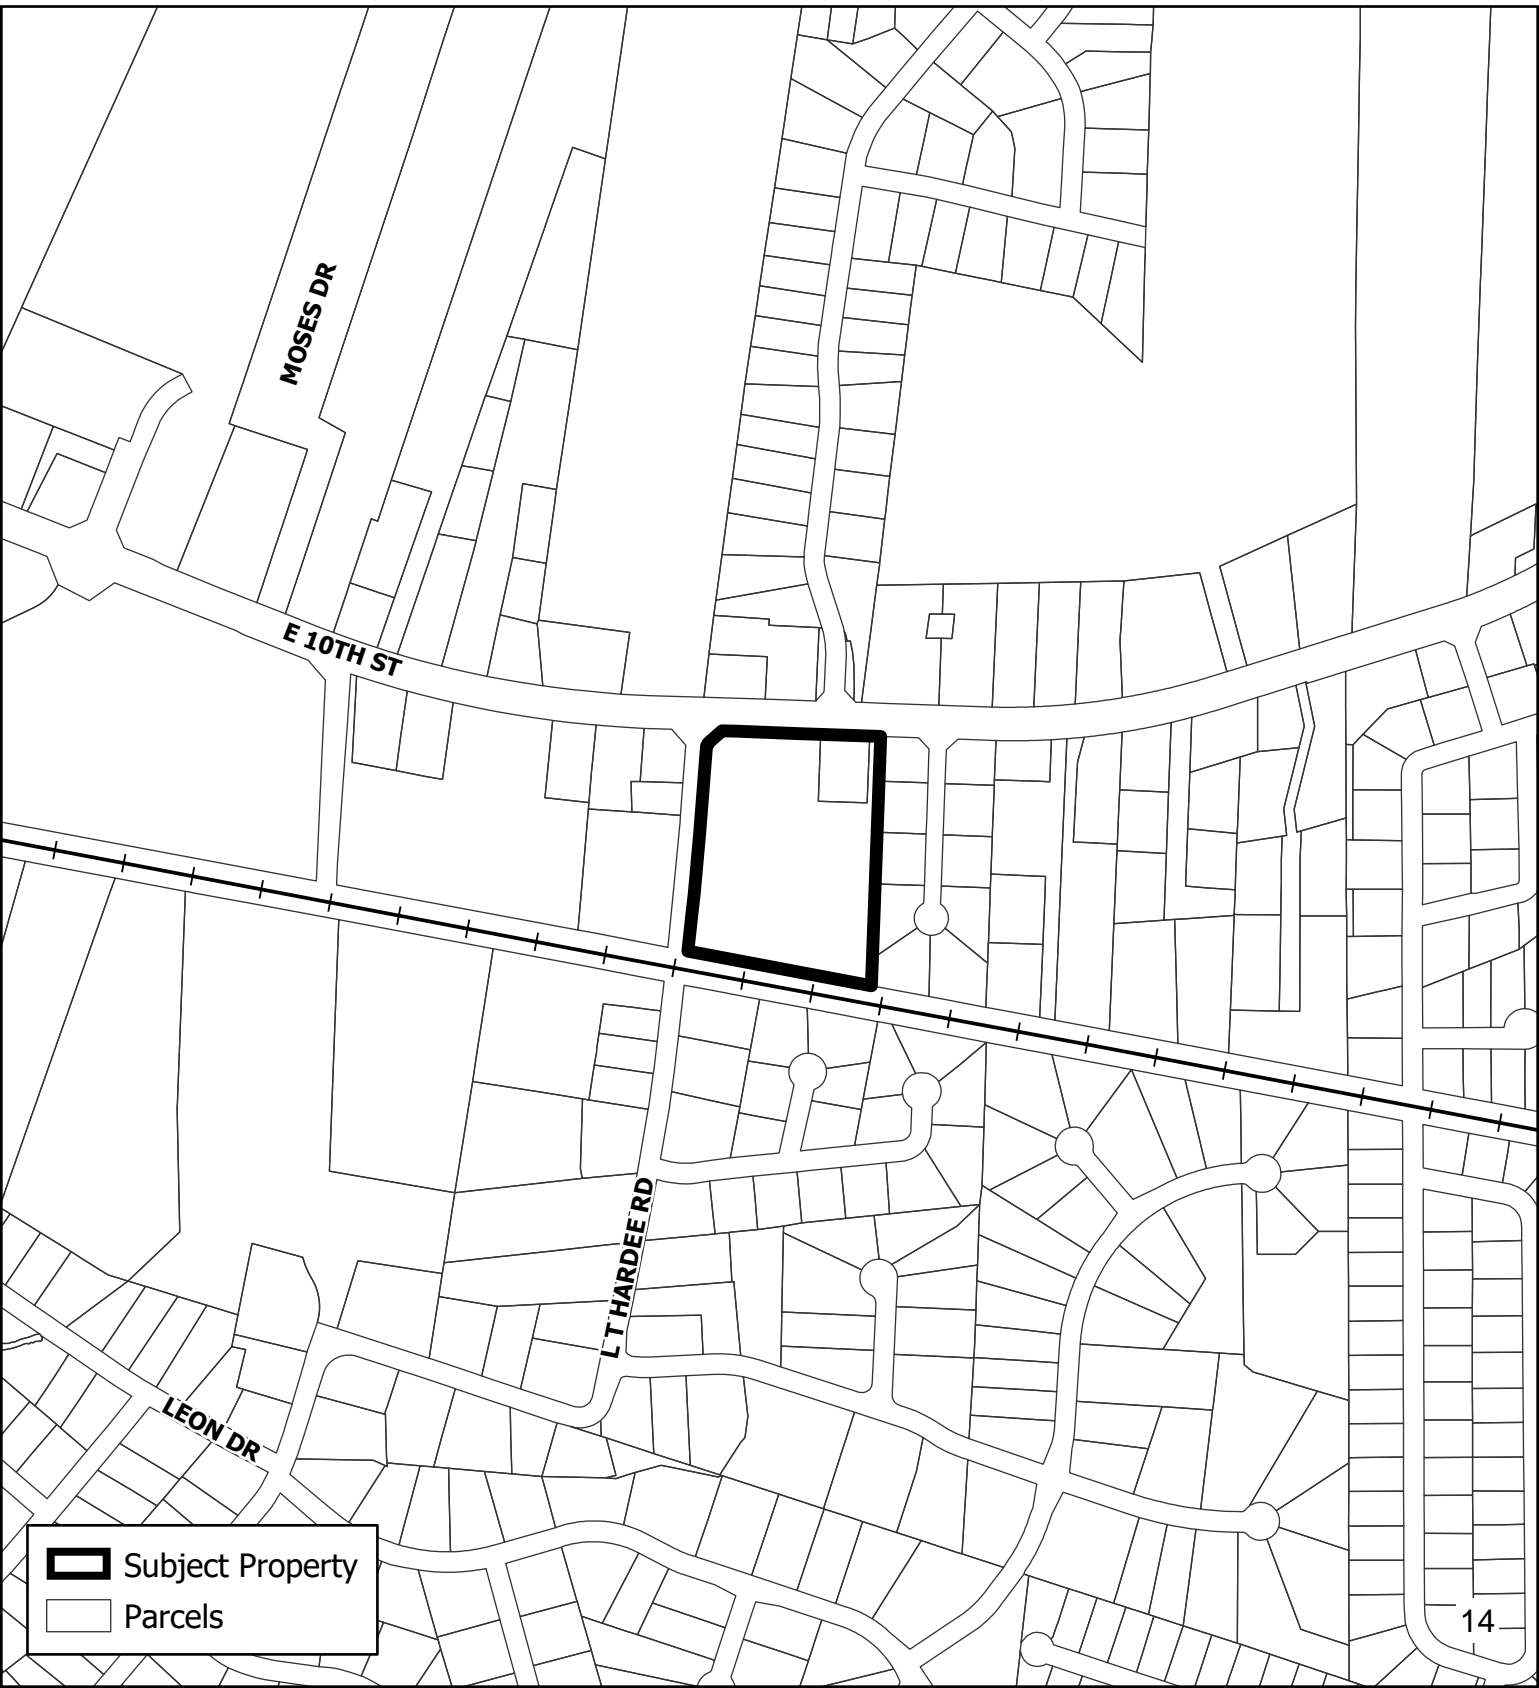 MOSES DR
E 10TH ST
L T HARDEE RD
LEON DR
Subject Property
Parcels
14